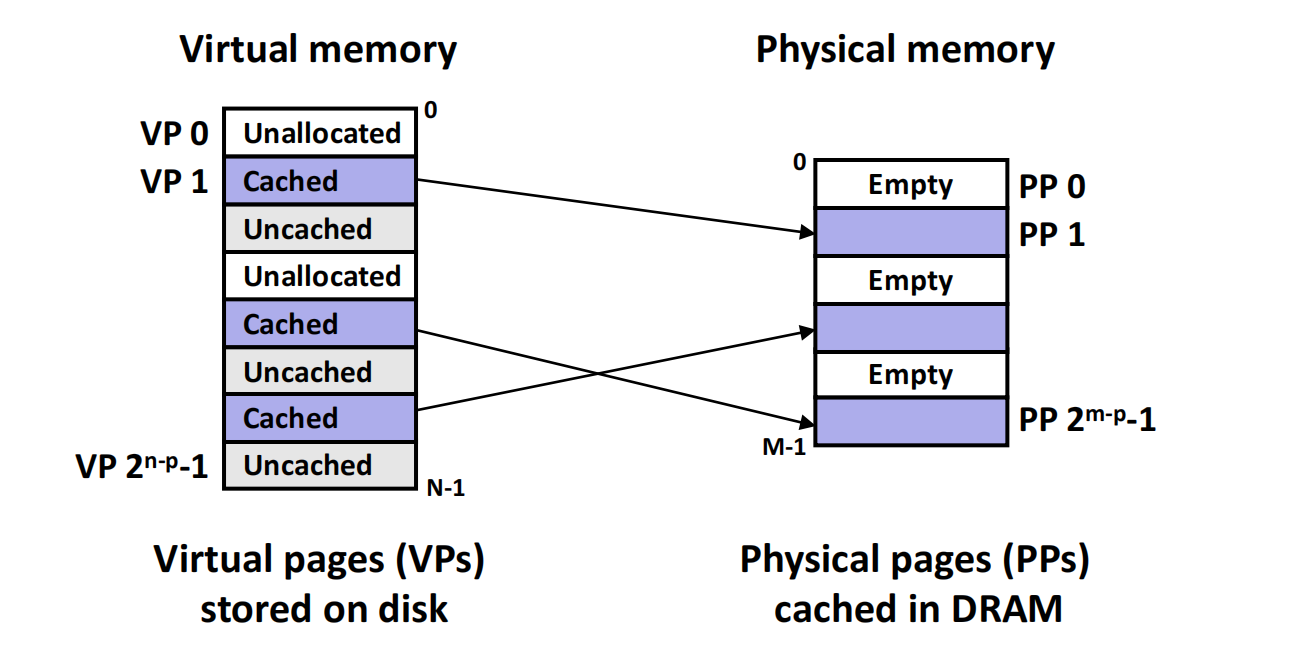 Virtual memory
Physical memory
0
VP 0
Unallocated
VP 1
Cached
Uncached
Unallocated
Cached
Uncached
Cached
VP 2ⁿ⁻ᵖ-1
Uncached
N-1
0
Empty
PP 0
PP 1
Empty
Empty
PP 2ᵐ⁻ᵖ-1
M-1
Virtual pages (VPs)
stored on disk
Physical pages (PPs)
cached in DRAM